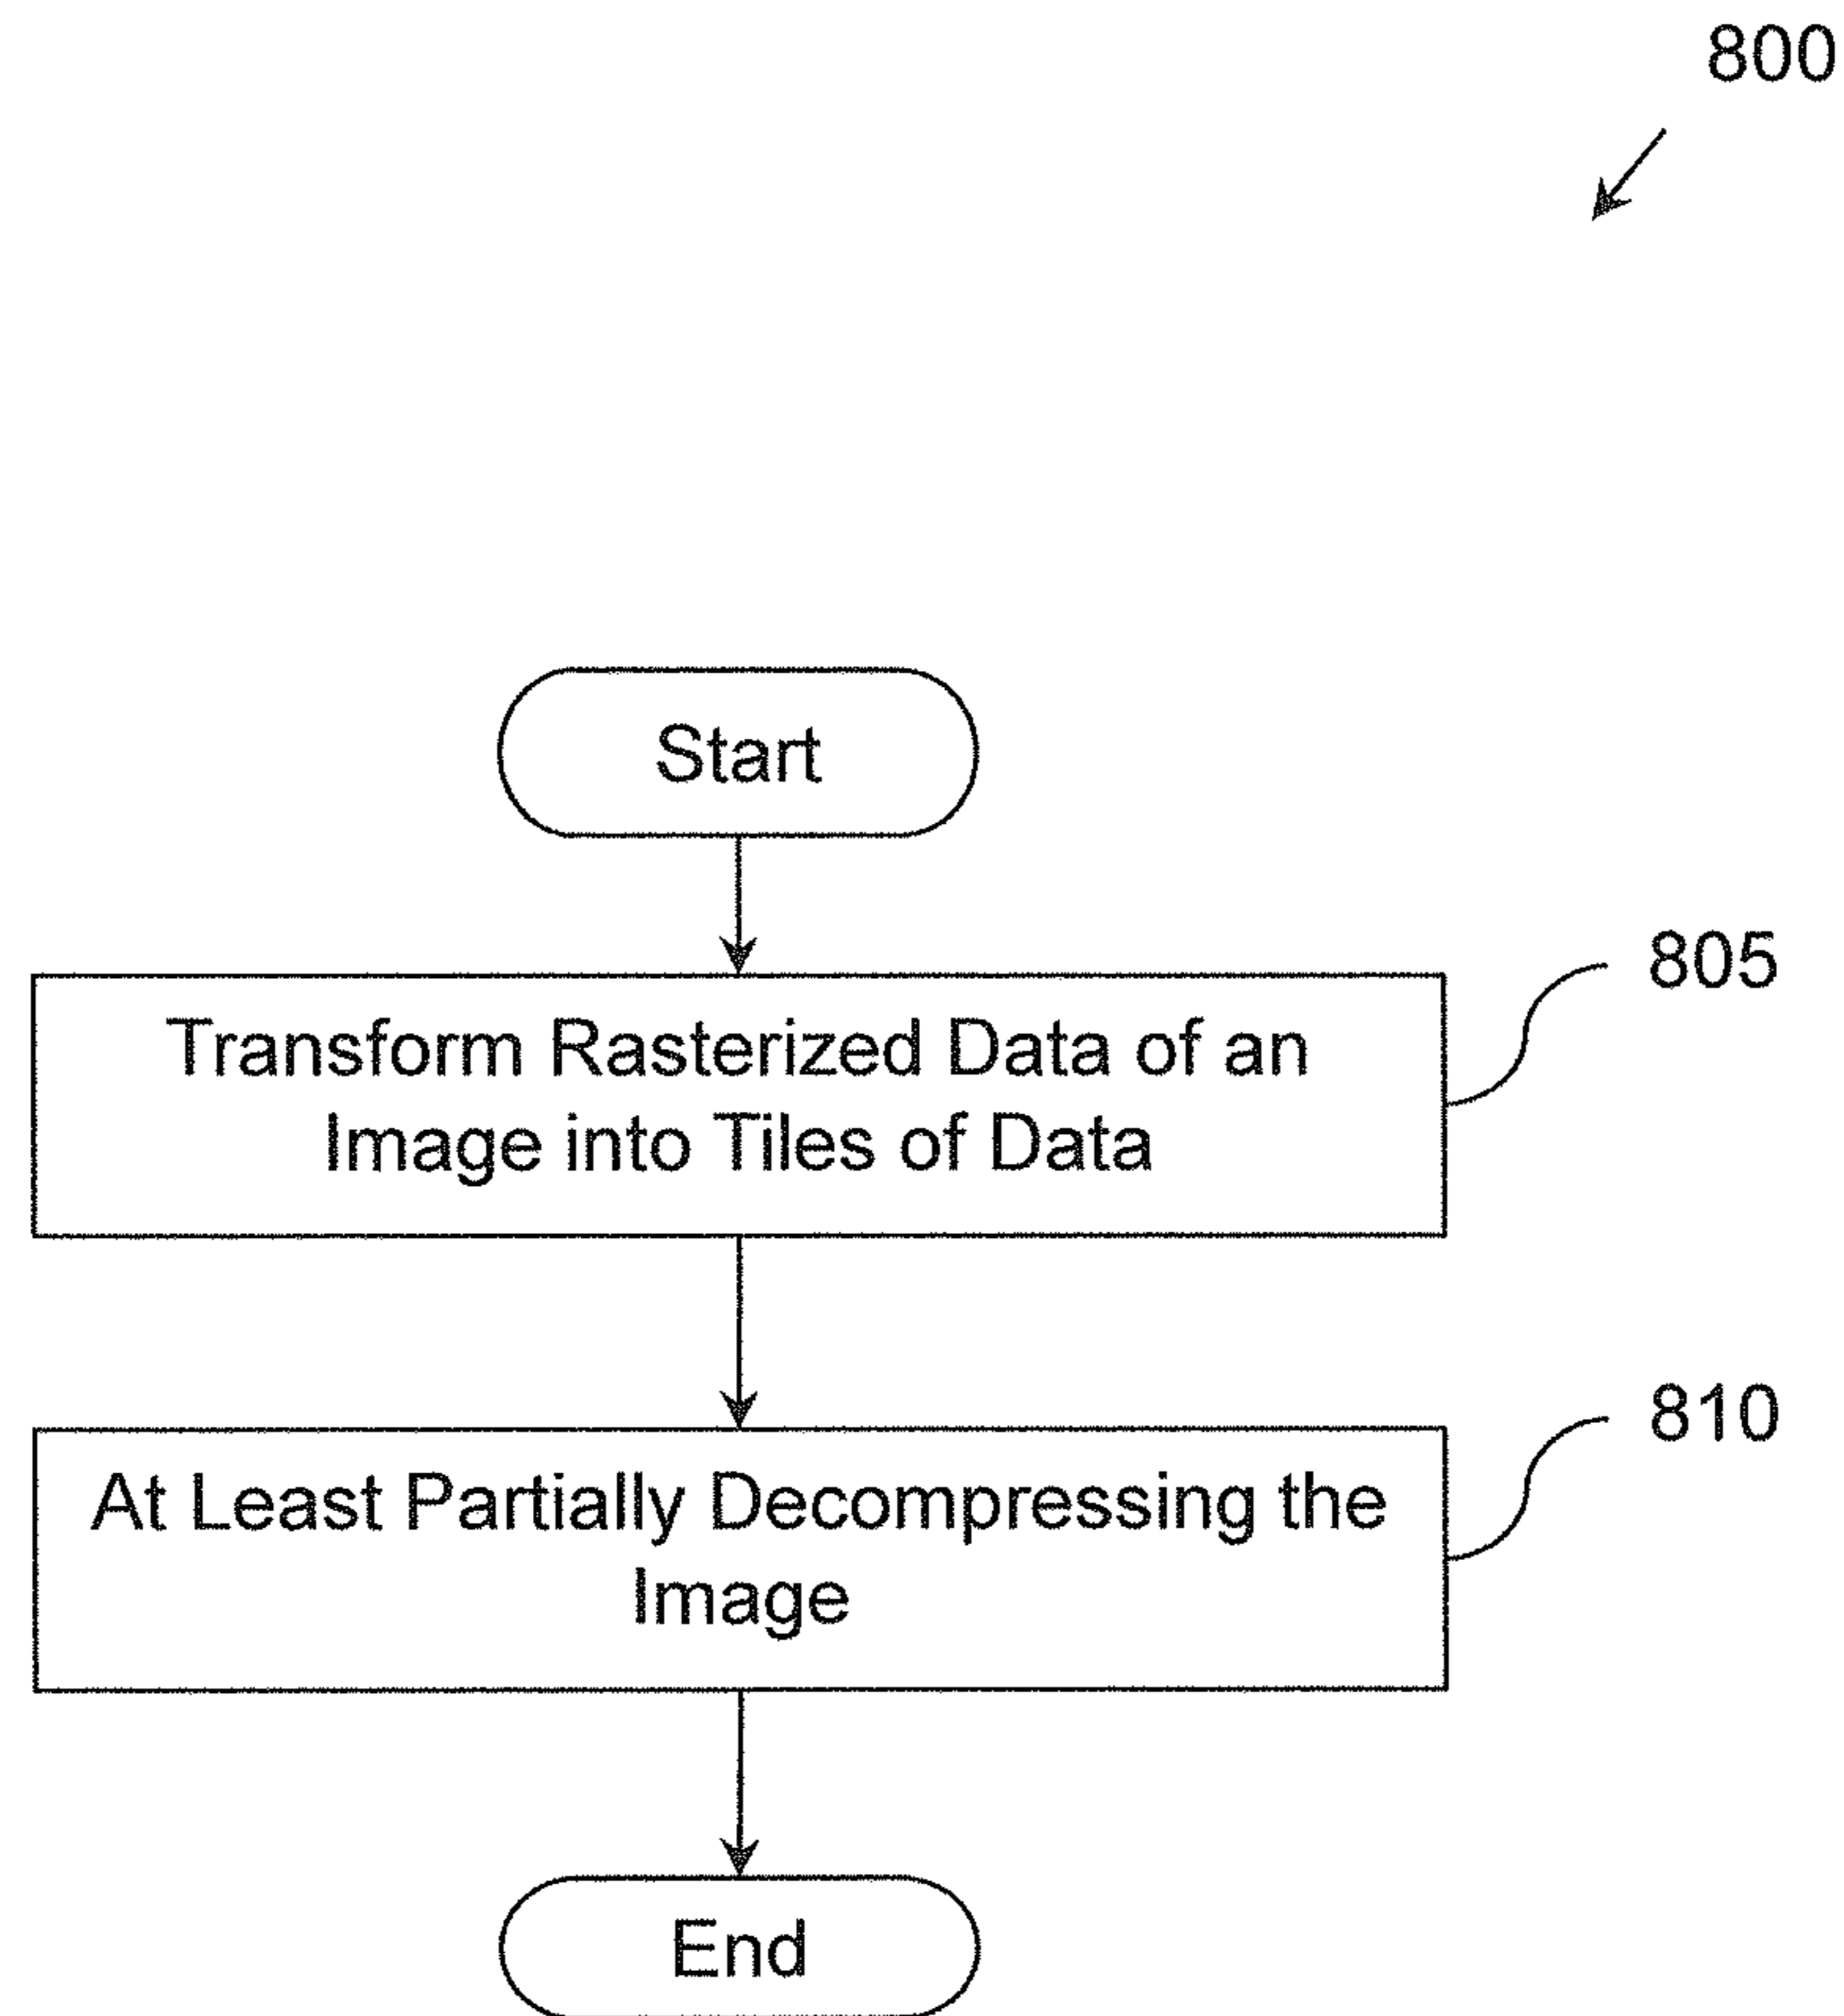 800
Start
805
Transform Rasterized Data of an
Image into Tiles of Data
810
At Least Partially Decompressing the
Image
End